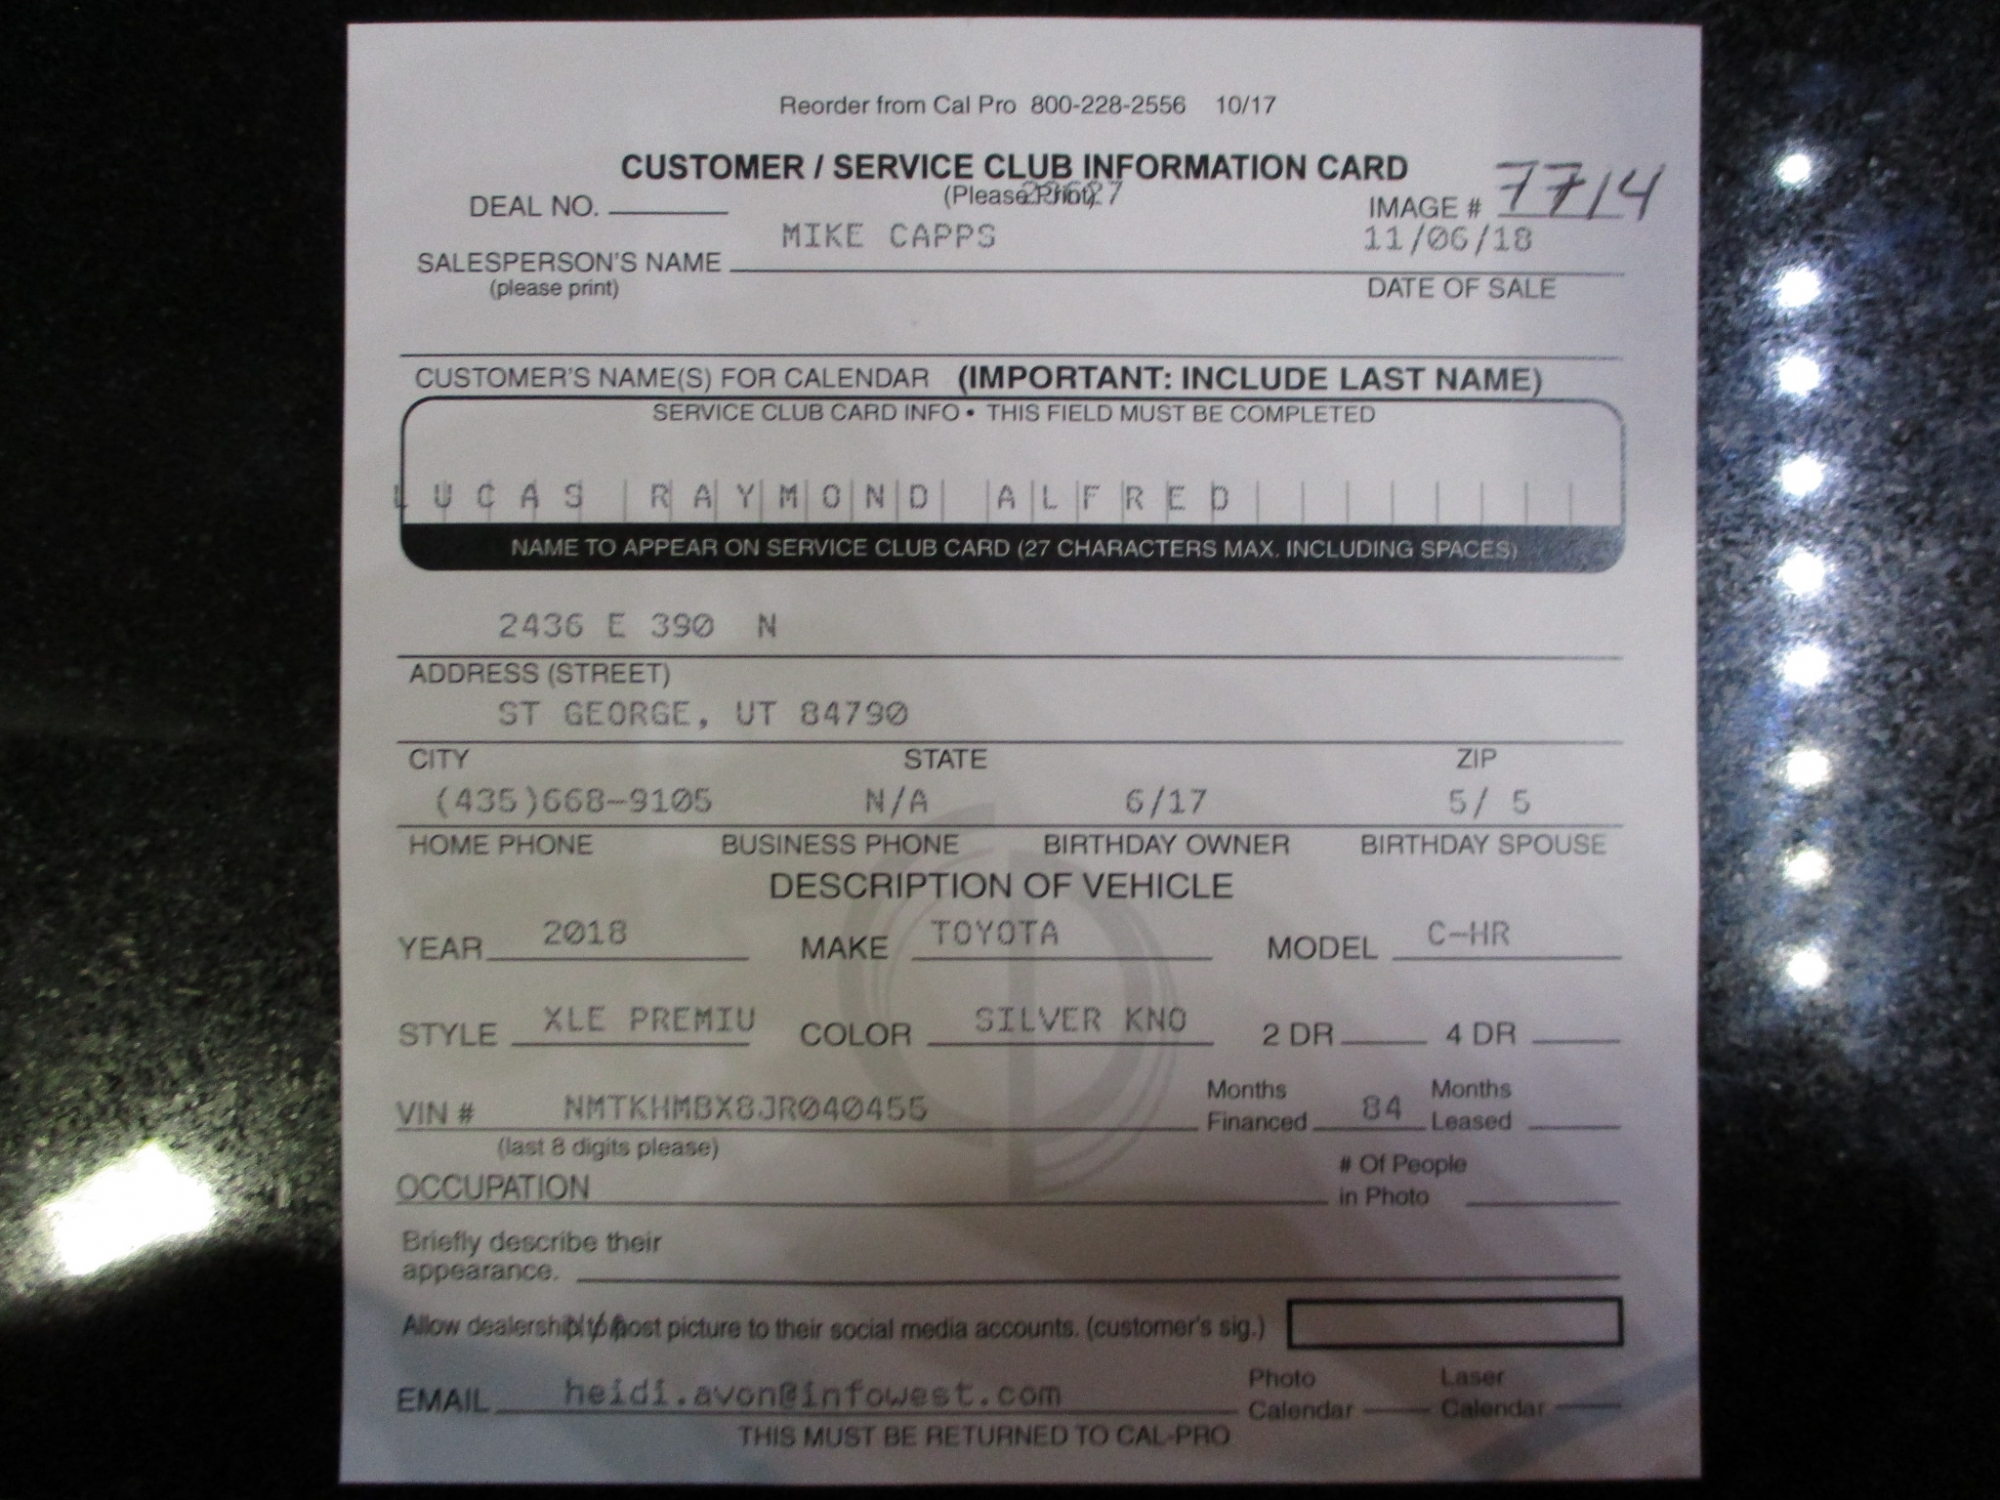 Reorder from Cal Pro 800-228-2556 10/17
CUSTOMER / SERVICE CLUB INFORMATION CARD
(Please Print)
DEAL NO. IMAGE # 7714
MIKE CAPPS 11/06/18
SALESPERSON'S NAME
(please print) DATE OF SALE
CUSTOMER'S NAME(S) FOR CALENDAR (IMPORTANT: INCLUDE LAST NAME)
SERVICE CLUB CARD INFO • THIS FIELD MUST BE COMPLETED
LUCAS RAYMOND ALFRED
NAME TO APPEAR ON SERVICE CLUB CARD (27 CHARACTERS MAX. INCLUDING SPACES)
2436 E 390 N
ADDRESS (STREET)
ST GEORGE, UT 84790
CITY STATE ZIP
(435)668-9105 N/A 6/17 5/ 5
HOME PHONE BUSINESS PHONE BIRTHDAY OWNER BIRTHDAY SPOUSE
DESCRIPTION OF VEHICLE
YEAR 2018 MAKE TOYOTA MODEL C-HR
STYLE XLE PREMIU COLOR SILVER KNO 2 DR 4 DR
VIN # NMTKHMBX8JR040455 Months Financed 84 Months Leased
(last 8 digits please)
OCCUPATION # Of People in Photo
Briefly describe their
appearance.
Allow dealership to post picture to their social media accounts. (customer's sig.)
EMAIL heidi.avon@infowest.com Photo Calendar Laser Calendar
THIS MUST BE RETURNED TO CAL-PRO